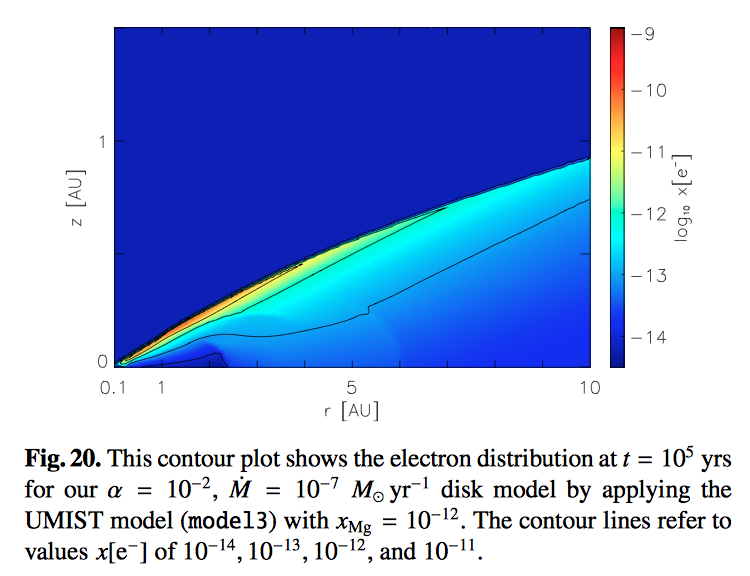 −9
−10
−11
−12
−13
−14
log₁₀ x[e⁻]
z [AU]
1
0
0.1 1 5 10
r [AU]
Fig. 20. This contour plot shows the electron distribution at t = 10⁵ yrs
for our α = 10⁻², Ṁ = 10⁻⁷ M⊙ yr⁻¹ disk model by applying the
UMIST model (model3) with x_Mg = 10⁻¹². The contour lines refer to
values x[e⁻] of 10⁻¹⁴, 10⁻¹³, 10⁻¹², and 10⁻¹¹.